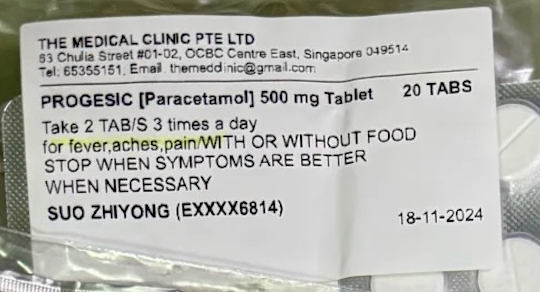 THE MEDICAL CLINIC PTE LTD
63 Chulia Street #01-02, OCBC Centre East, Singapore 049514
Tel: 65355151, Email. themeddinic@gmail.com
PROGESIC [Paracetamol] 500 mg Tablet 20 TABS
Take 2 TAB/S 3 times a day
for fever,aches,pain/WITH OR WITHOUT FOOD
STOP WHEN SYMPTOMS ARE BETTER
WHEN NECESSARY
SUO ZHIYONG (EXXXX6814)
18-11-2024